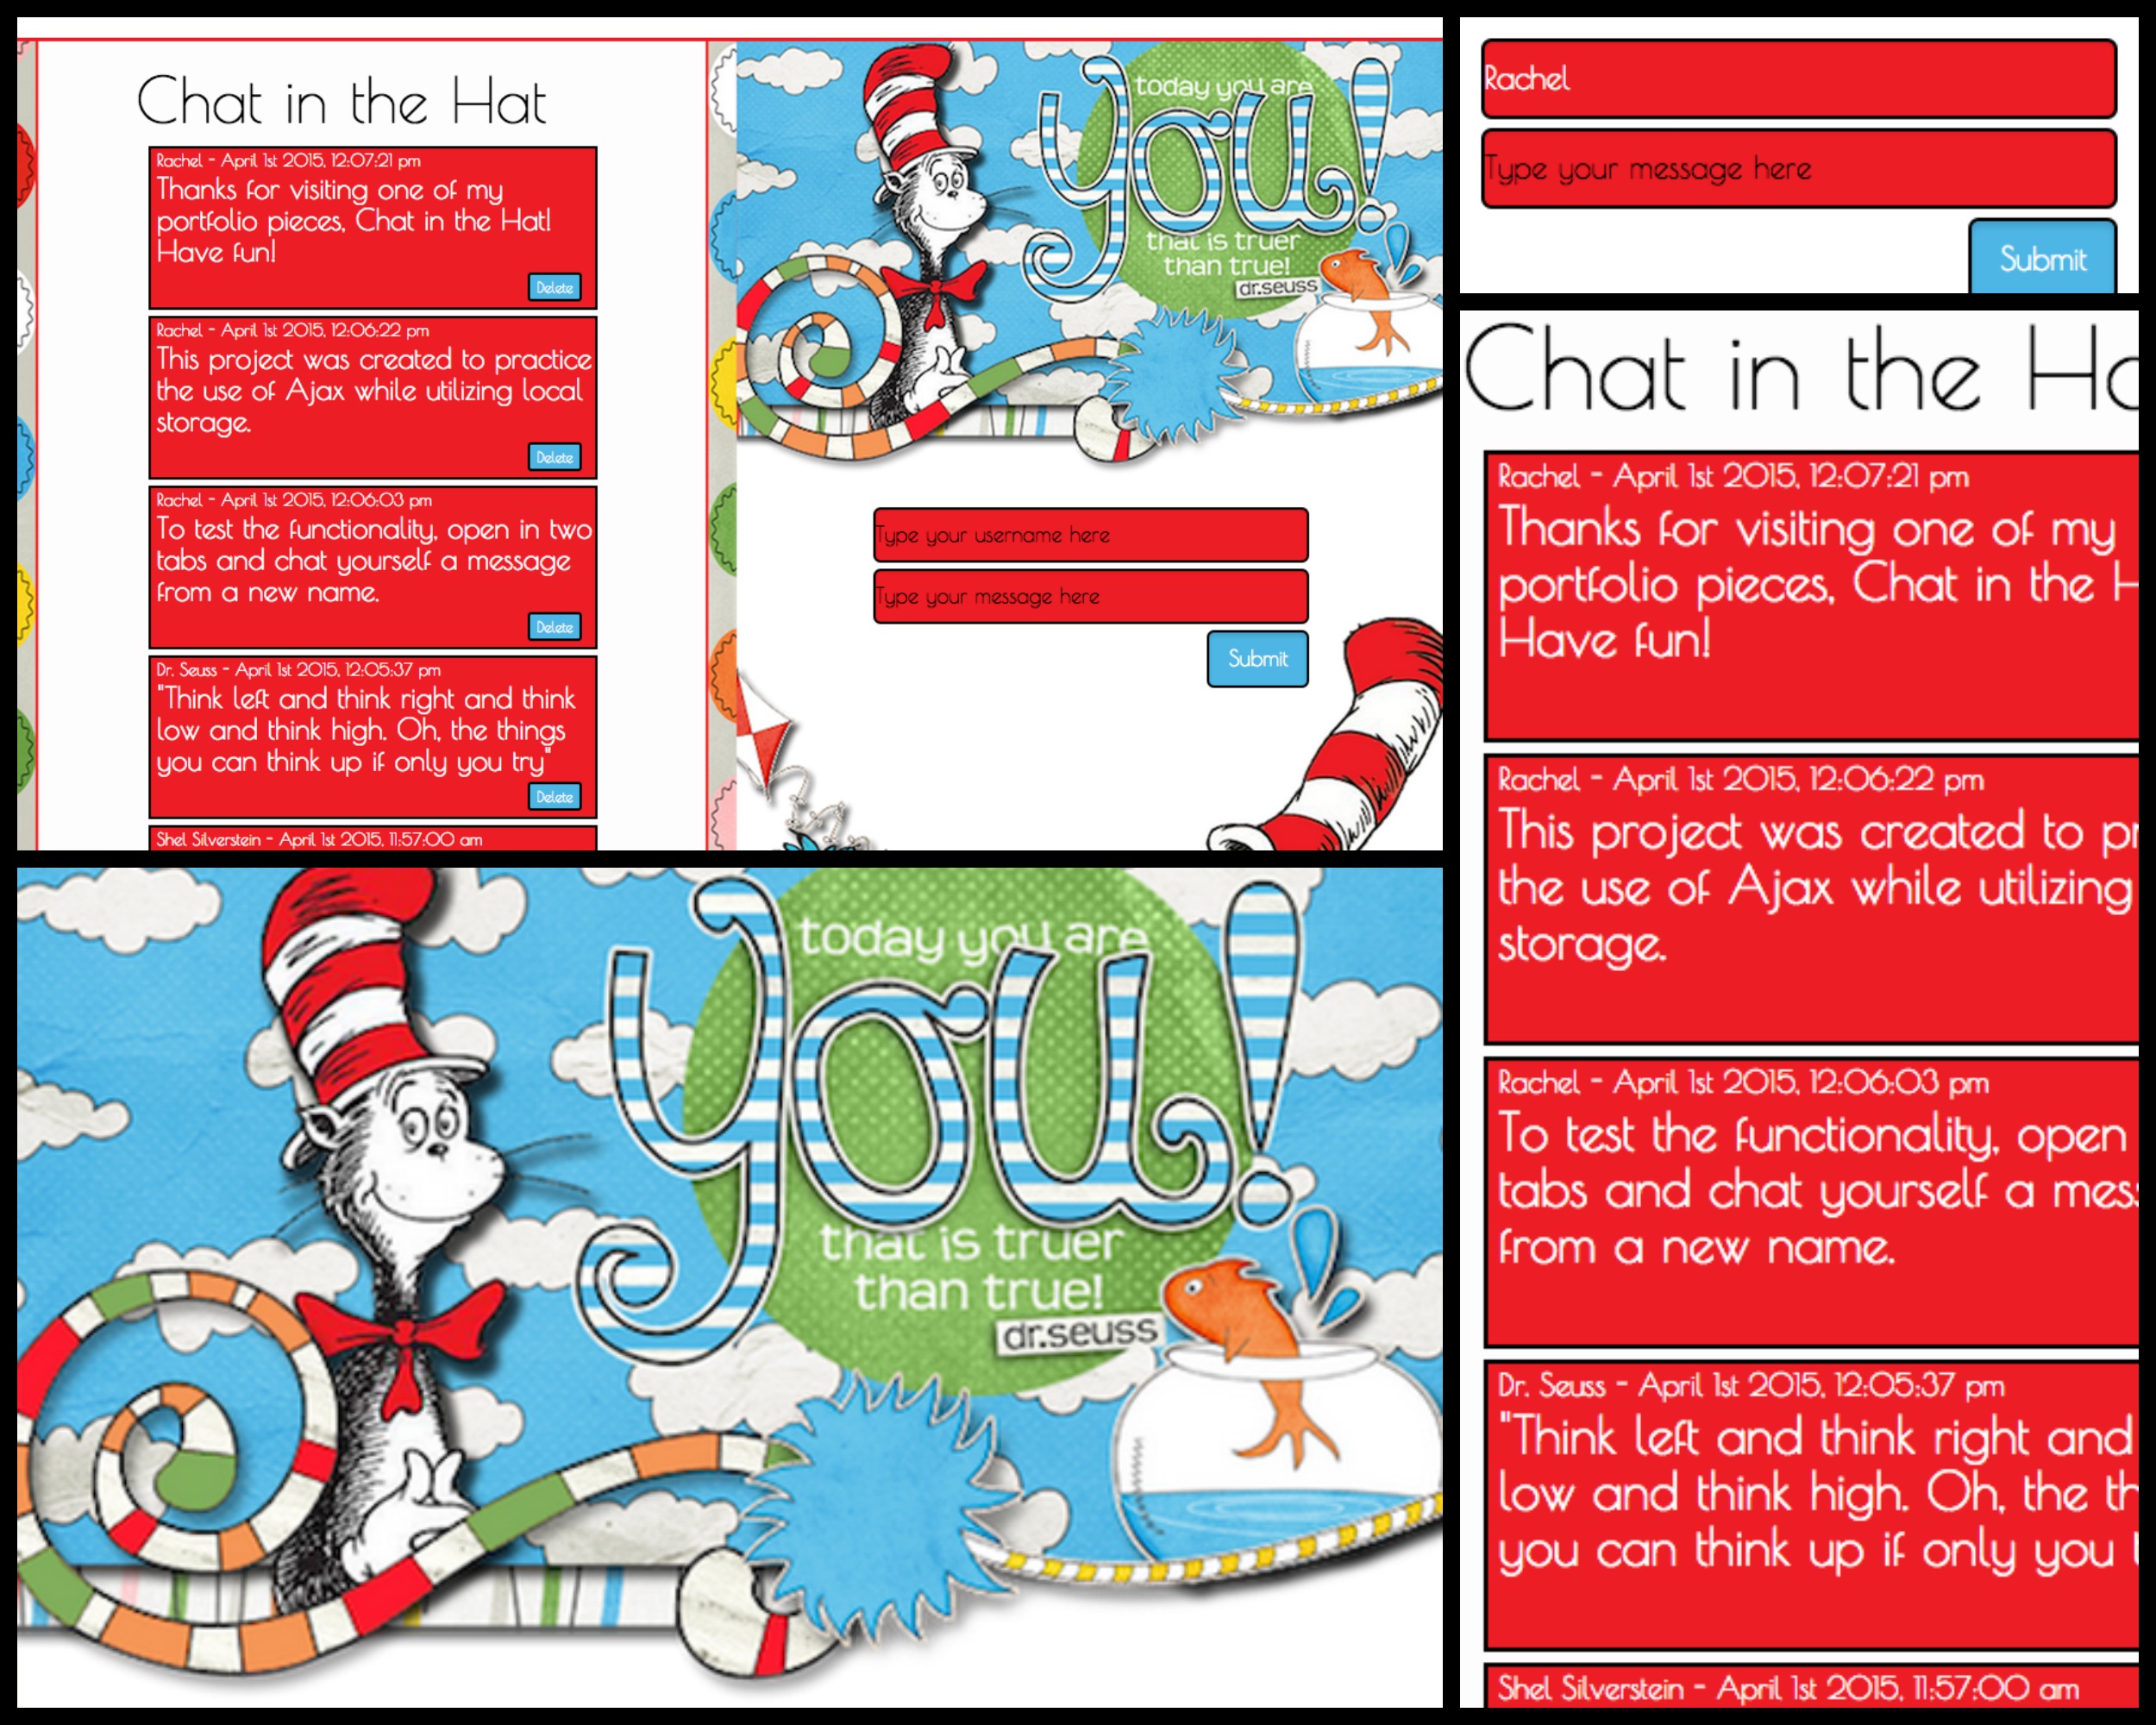 Chat in the Hat
Rachel - April 1st 2015, 12:07:21 pm
Thanks for visiting one of my
portfolio pieces, Chat in the Hat!
Have fun!
Delete
Rachel - April 1st 2015, 12:06:22 pm
This project was created to practice
the use of Ajax while utilizing local
storage.
Delete
Rachel - April 1st 2015, 12:06:03 pm
To test the functionality, open in two
tabs and chat yourself a message
from a new name.
Delete
Dr. Seuss - April 1st 2015, 12:05:37 pm
"Think left and think right and think
low and think high. Oh, the things
you can think up if only you try"
Delete
Shel Silverstein - April 1st 2015, 11:57:00 am
today you are
you!
that is truer
than true!
dr.seuss
Type your username here
Type your message here
Submit
Rachel
Type your message here
Submit
today you are
you!
that is truer
than true!
dr.seuss
Chat in the Ha
Rachel - April 1st 2015, 12:07:21 pm
Thanks for visiting one of my
portfolio pieces, Chat in the H
Have fun!
Rachel - April 1st 2015, 12:06:22 pm
This project was created to pr
the use of Ajax while utilizing
storage.
Rachel - April 1st 2015, 12:06:03 pm
To test the functionality, open
tabs and chat yourself a mess
from a new name.
Dr. Seuss - April 1st 2015, 12:05:37 pm
"Think left and think right and
low and think high. Oh, the th
you can think up if only you t
Shel Silverstein - April 1st 2015, 11:57:00 am